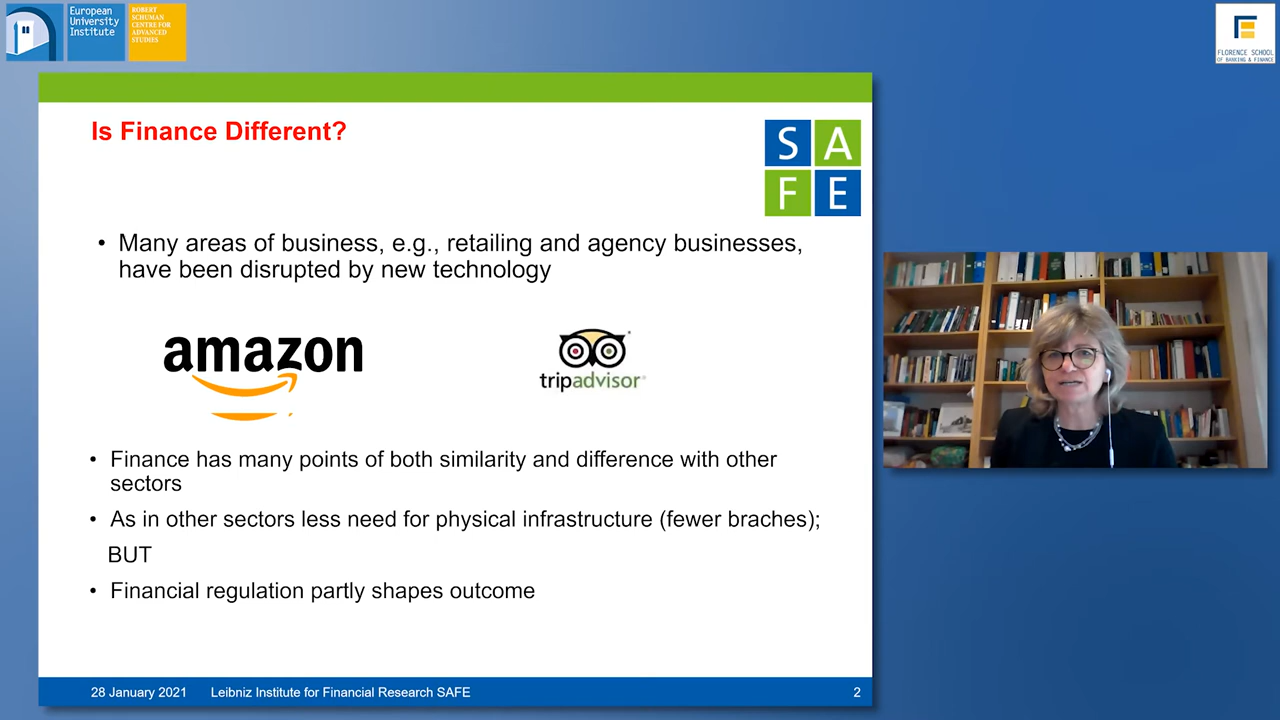 European
University
Institute
ROBERT
SCHUMAN
CENTRE FOR
ADVANCED
STUDIES
FLORENCE SCHOOL
OF BANKING & FINANCE
Is Finance Different?
S A
F E
• Many areas of business, e.g., retailing and agency businesses,
have been disrupted by new technology
amazon
tripadvisor®
• Finance has many points of both similarity and difference with other
sectors
• As in other sectors less need for physical infrastructure (fewer braches);
BUT
• Financial regulation partly shapes outcome
28 January 2021 Leibniz Institute for Financial Research SAFE 2